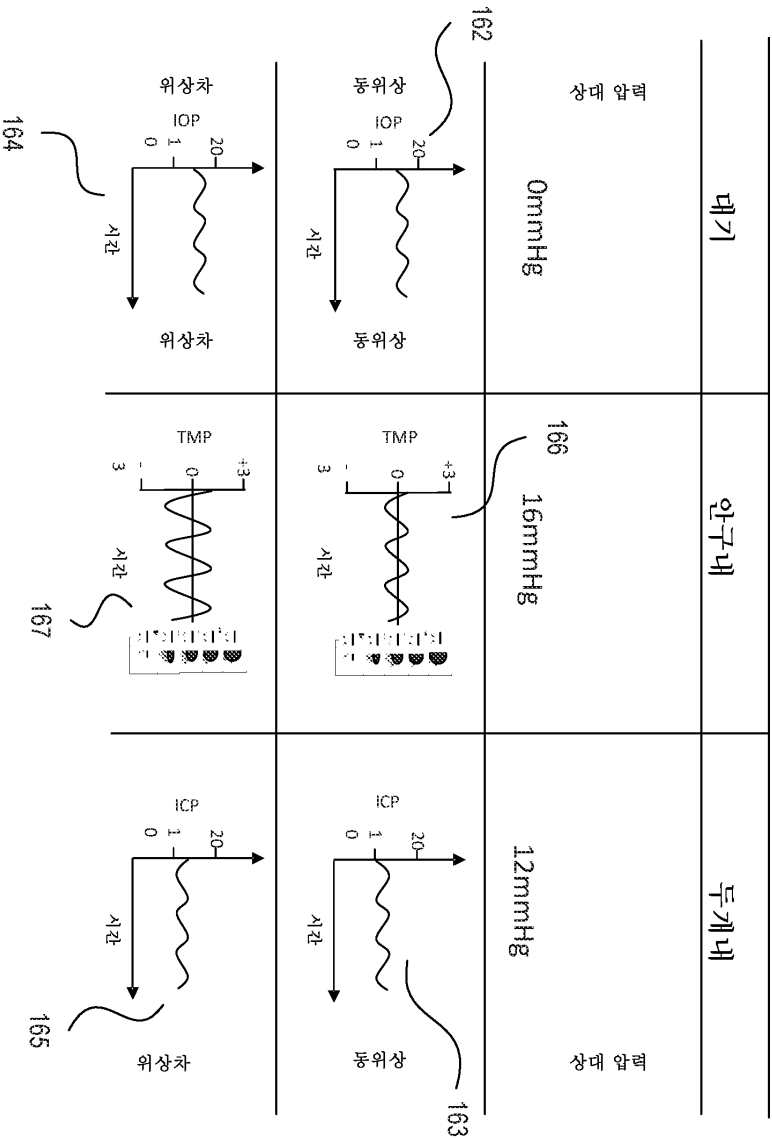 대기
안구내
두개내
상대 압력
0mmHg
16mmHg
12mmHg
상대 압력
162
166
163
동위상
IOP
20
1
0
시간
동위상
TMP
+3
0
-
3
시간
ICP
20
1
0
시간
동위상
위상차
IOP
20
1
0
시간
위상차
TMP
+3
0
-
3
시간
ICP
20
1
0
시간
위상차
164
167
165